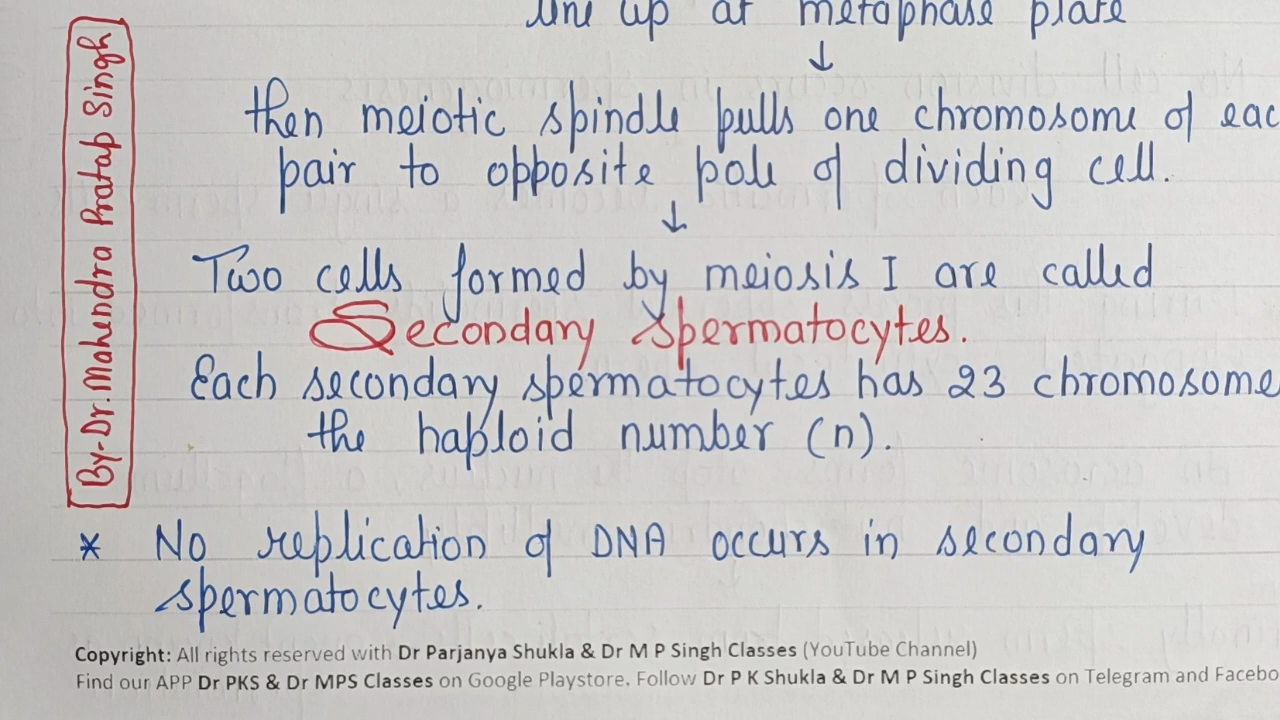 line up at metaphase plate
↓
then meiotic spindle pulls one chromosome of eac
pair to opposite pole of dividing cell.
↓
Two cells formed by meiosis I are called
Secondary Spermatocytes.
Each secondary spermatocytes has 23 chromosome
the haploid number (n).
* No replication of DNA occurs in secondary
spermatocytes.
By-Dr.Mahendra Pratap Singh
Copyright: All rights reserved with Dr Parjanya Shukla & Dr M P Singh Classes (YouTube Channel)
Find our APP Dr PKS & Dr MPS Classes on Google Playstore. Follow Dr P K Shukla & Dr M P Singh Classes on Telegram and Facebo